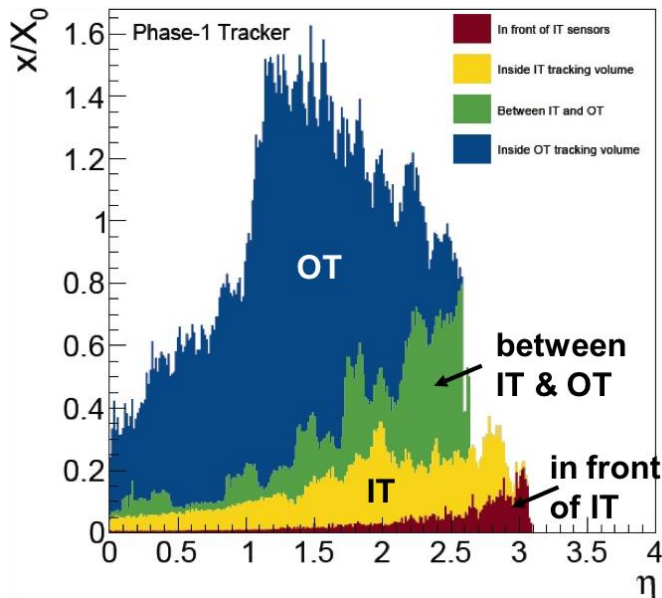 Phase-1 Tracker
x/X0
1.6
1.4
1.2
1
0.8
0.6
0.4
0.2
0
In front of IT sensors
Inside IT tracking volume
Between IT and OT
Inside OT tracking volume
OT
between
IT & OT
IT
in front
of IT
0 0.5 1 1.5 2 2.5 3 3.5 4
η